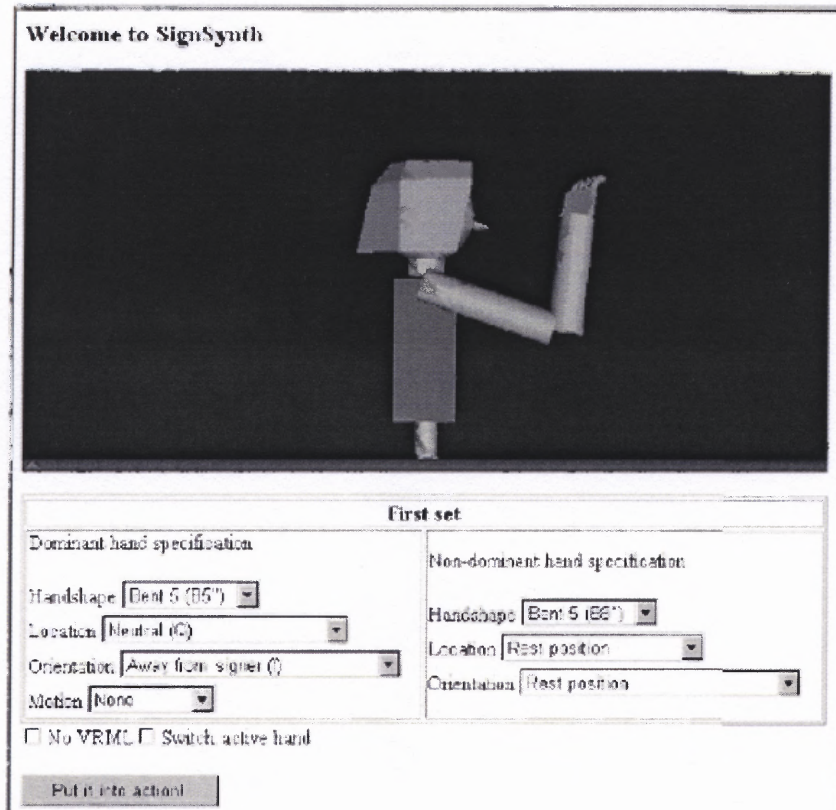 Welcome to SignSynth
First set
Dominant hand specification
Handshape Bent 5 (B5")
Location Neutral (Q)
Orientation Away from signer (f)
Motion None
Non-dominant hand specification
Handshape Bent 5 (B5")
Location Rest position
Orientation Rest position
No VRML Switch active hand
Put it into action!